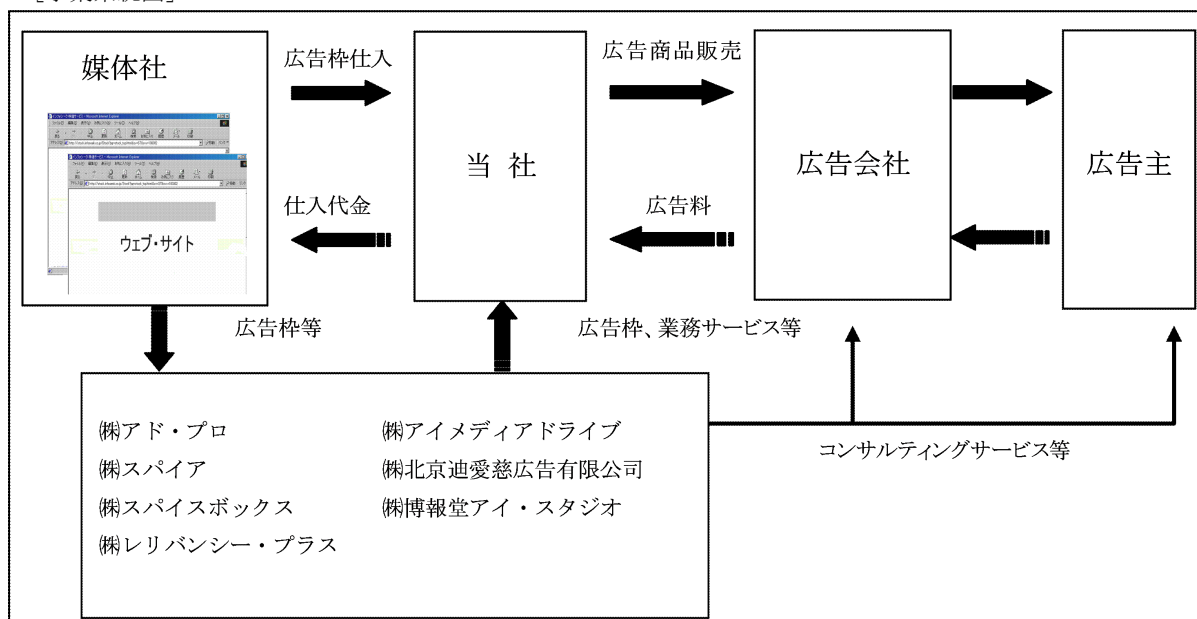 媒体社
広告枠仕入
広告商品販売
当 社
広告会社
広告主
仕入代金
広告料
ウェブ・サイト
広告枠等
広告枠、業務サービス等
㈱アド・プロ
㈱アイメディアドライブ
㈱スパイア
㈱北京迪愛慈広告有限公司
㈱スパイスボックス
㈱博報堂アイ・スタジオ
㈱レリバンシー・プラス
コンサルティングサービス等